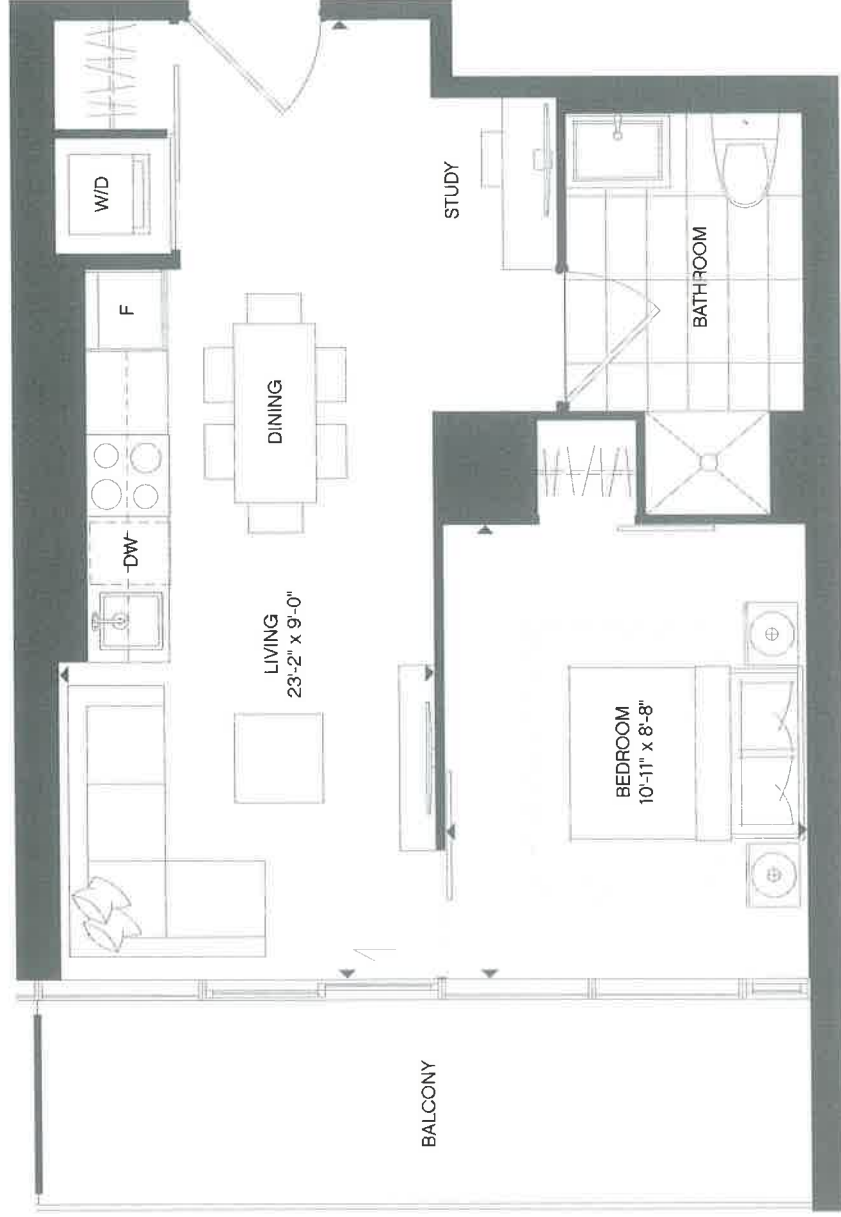 W/D
F
DW
DINING
STUDY
BATHROOM
LIVING
23'-2" x 9'-0"
BEDROOM
10'-11" x 8'-8"
BALCONY